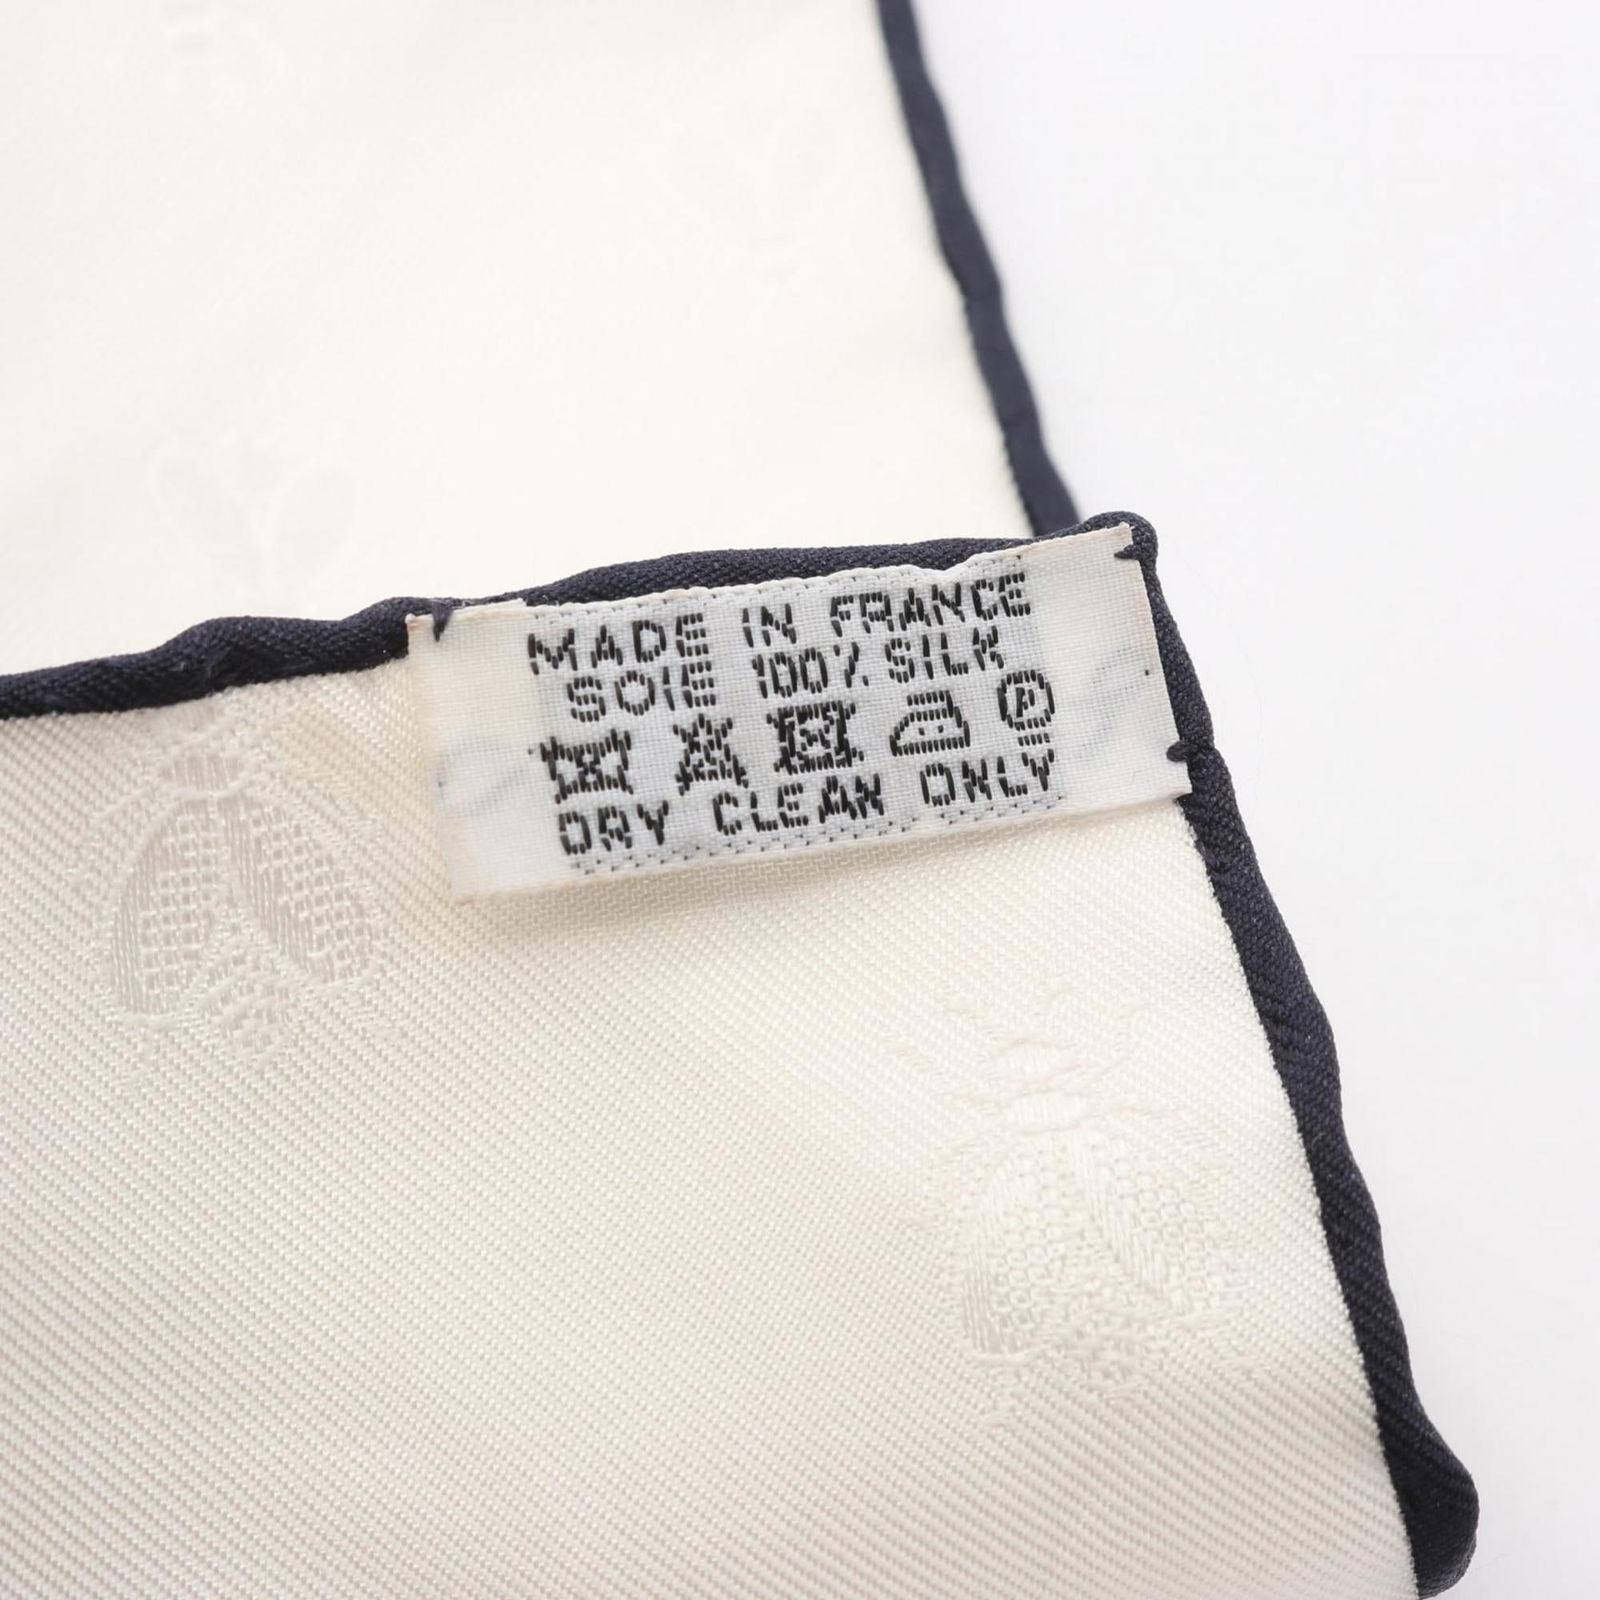 MADE IN FRANCE
SOIE 100% SILK
P
DRY CLEAN ONLY